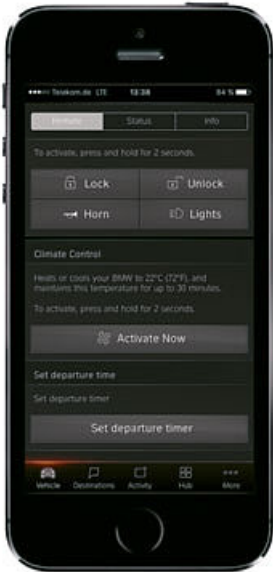 Telekom.de LTE 13:38 84 %
Remote Status Info
To activate, press and hold for 2 seconds.
Lock Unlock
Horn Lights
Climate Control
Heats or cools your BMW to 22°C (72°F), and
maintains this temperature for up to 30 minutes.
To activate, press and hold for 2 seconds.
Activate Now
Set departure time
Set departure timer
Set departure timer
Vehicle Destinations Activity Hub More